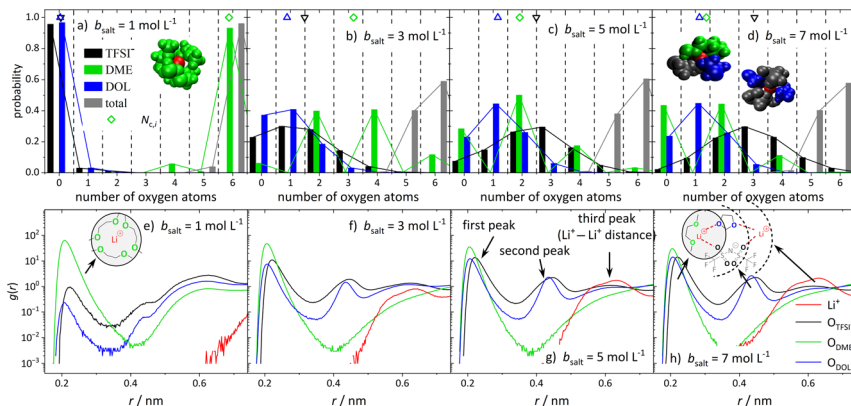 a) b_salt = 1 mol L⁻¹
b) b_salt = 3 mol L⁻¹
c) b_salt = 5 mol L⁻¹
d) b_salt = 7 mol L⁻¹
TFSI⁻
DME
DOL
total
N_c,i
probability
1.0
0.8
0.6
0.4
0.2
0.0
0 1 2 3 4 5 6
0 1 2 3 4 5 6
0 1 2 3 4 5 6
0 1 2 3 4 5 6
number of oxygen atoms
number of oxygen atoms
number of oxygen atoms
number of oxygen atoms
e) b_salt = 1 mol L⁻¹
f) b_salt = 3 mol L⁻¹
first peak
second peak
third peak
(Li⁺− Li⁺ distance)
g) b_salt = 5 mol L⁻¹
h) b_salt = 7 mol L⁻¹
Li⁺
O_TFSI
O_DME
O_DOL
g(r)
10³
10²
10¹
10⁰
10⁻¹
10⁻²
10⁻³
0.2 0.4 0.6
0.2 0.4 0.6
0.2 0.4 0.6
0.2 0.4 0.6
r / nm
r / nm
r / nm
r / nm